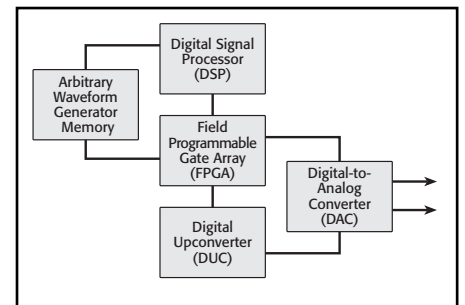 Digital Signal
Processor
(DSP)
Arbitrary
Waveform
Generator
Memory
Field
Programmable
Gate Array
(FPGA)
Digital-to-
Analog
Converter
(DAC)
Digital
Upconverter
(DUC)